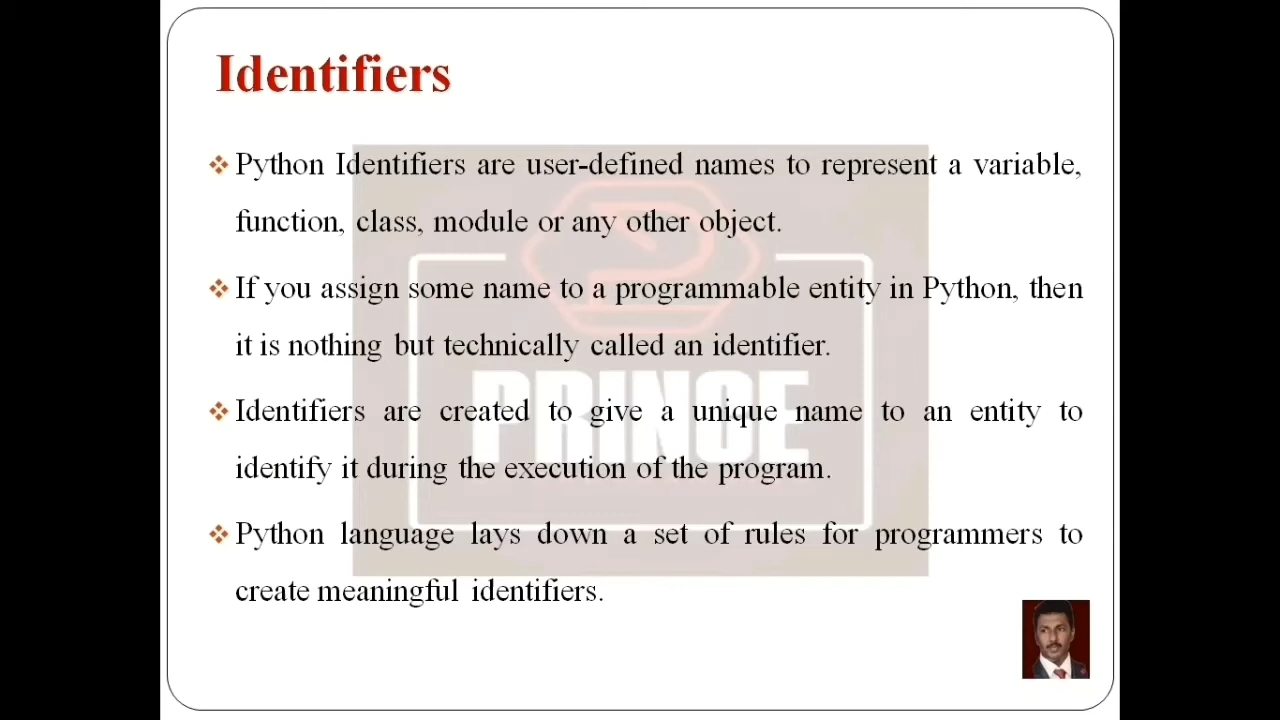 Identifiers
Python Identifiers are user-defined names to represent a variable,
function, class, module or any other object.
If you assign some name to a programmable entity in Python, then
it is nothing but technically called an identifier.
Identifiers are created to give a unique name to an entity to
identify it during the execution of the program.
Python language lays down a set of rules for programmers to
create meaningful identifiers.
PRINCE